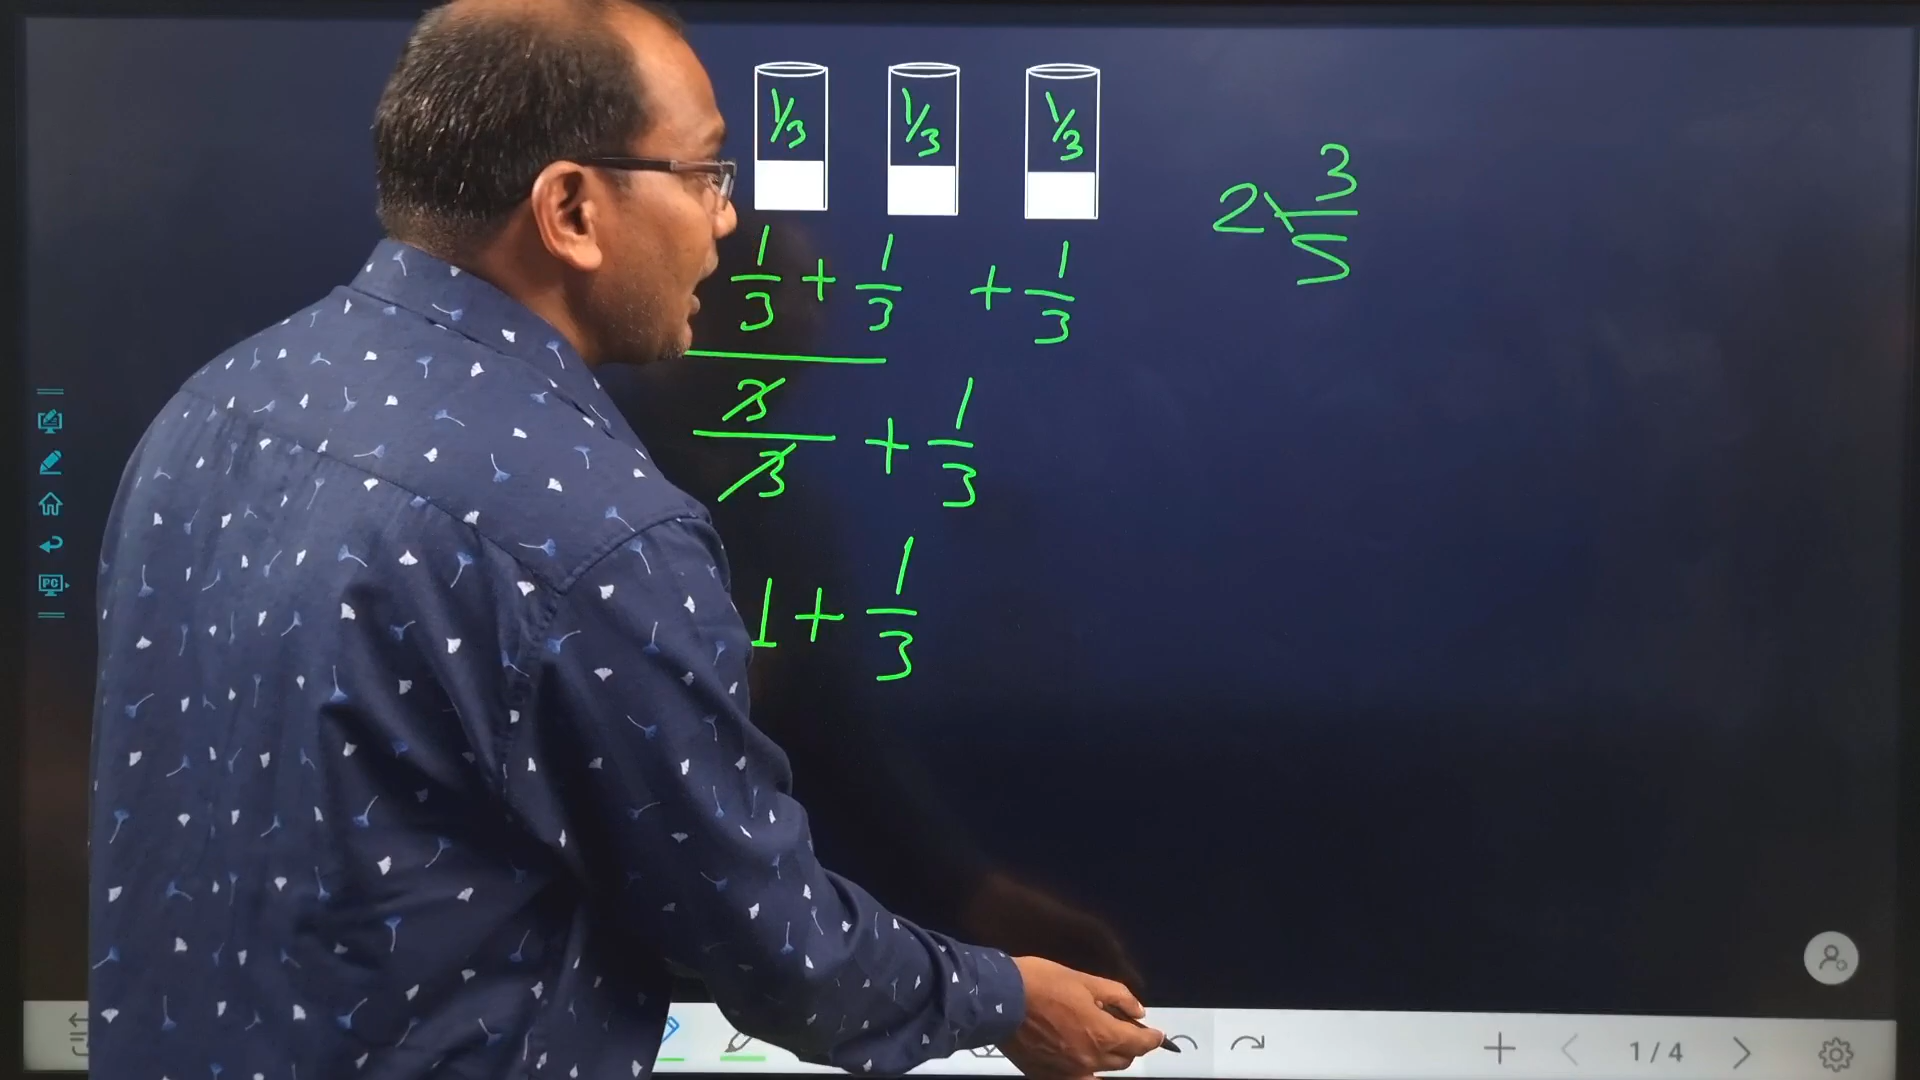 1/3 1/3 1/3
1/3 + 1/3 + 1/3
3/3 + 1/3
1 + 1/3
2 3/5
PC
1/4